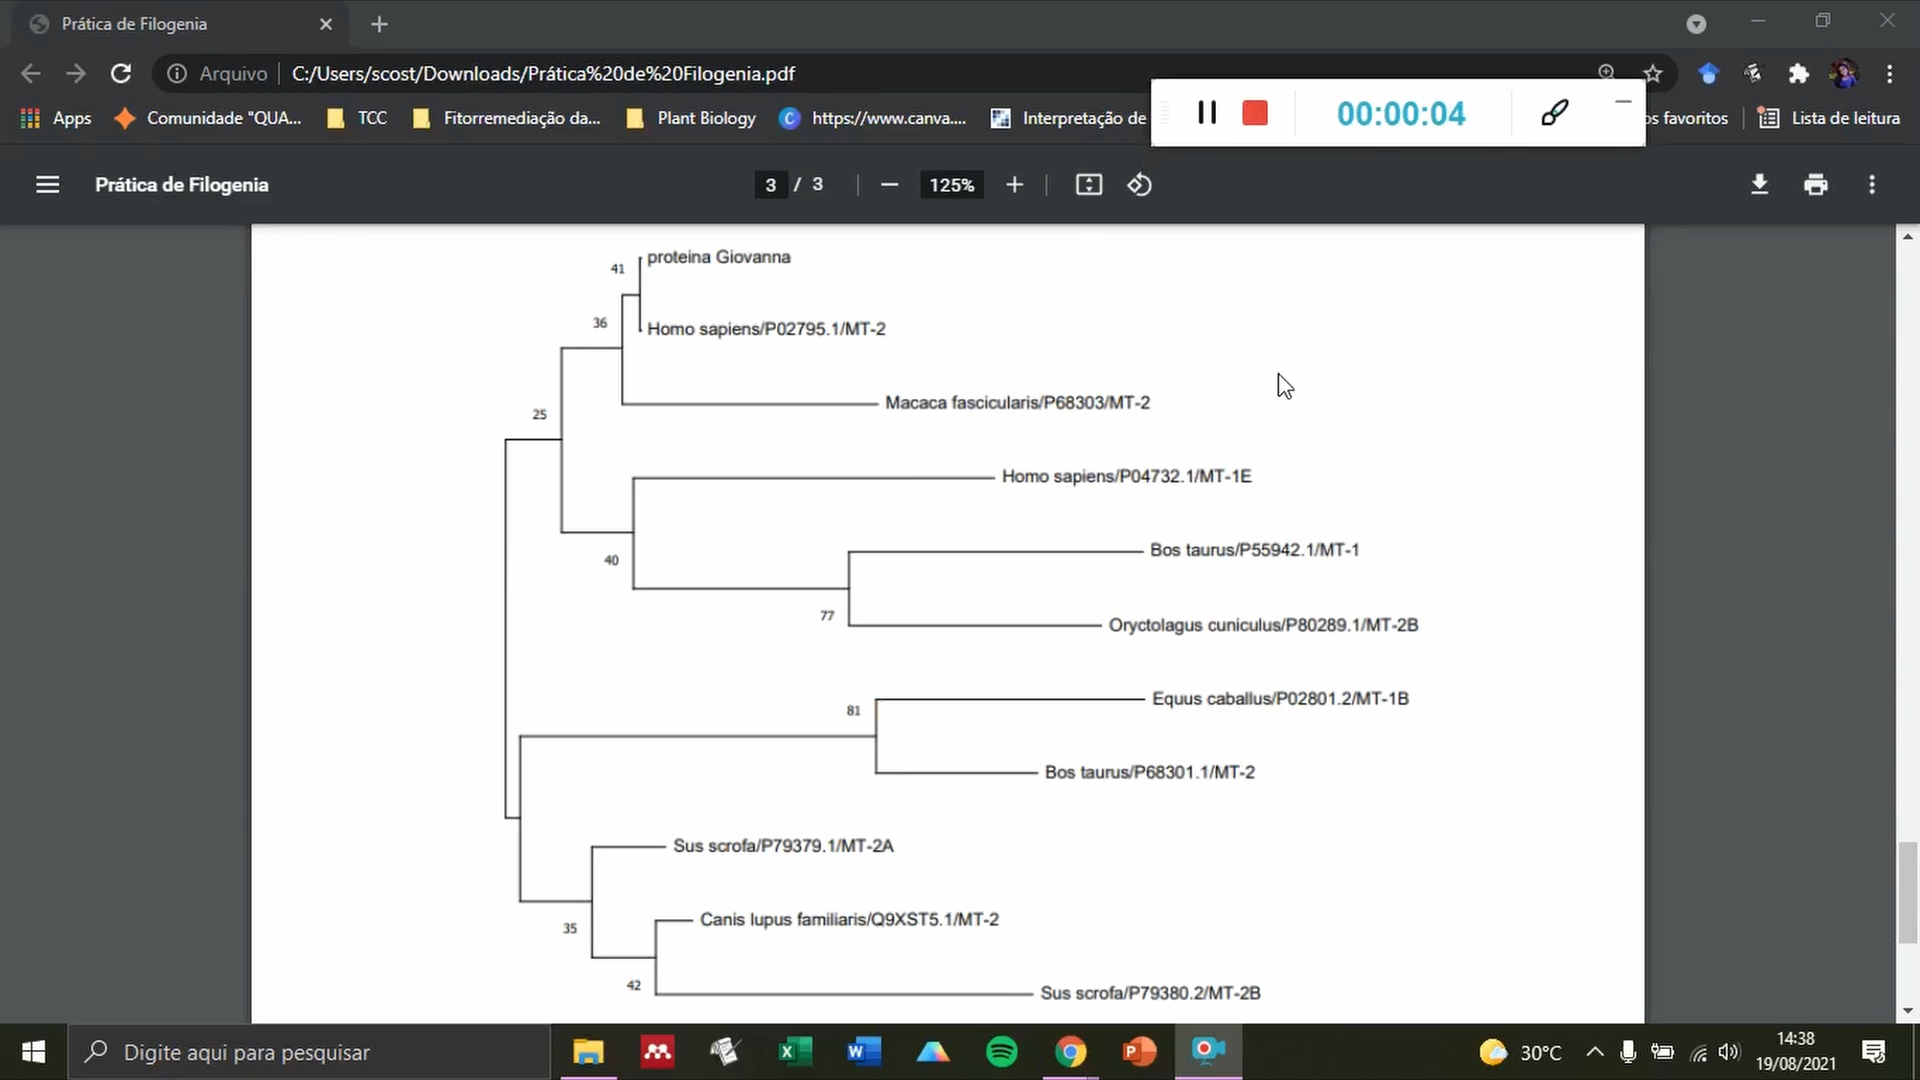 Prática de Filogenia
Arquivo C:/Users/scost/Downloads/Prática%20de%20Filogenia.pdf
Apps Comunidade "QUA... TCC Fitorremediação da... Plant Biology https://www.canva.... Interpretação de os favoritos Lista de leitura
00:00:04
Prática de Filogenia 3 / 3 125%
proteina Giovanna
41
36
Homo sapiens/P02795.1/MT-2
Macaca fascicularis/P68303/MT-2
25
Homo sapiens/P04732.1/MT-1E
Bos taurus/P55942.1/MT-1
40
77
Oryctolagus cuniculus/P80289.1/MT-2B
Equus caballus/P02801.2/MT-1B
81
Bos taurus/P68301.1/MT-2
Sus scrofa/P79379.1/MT-2A
Canis lupus familiaris/Q9XST5.1/MT-2
35
42
Sus scrofa/P79380.2/MT-2B
Digite aqui para pesquisar
30°C
14:38
19/08/2021